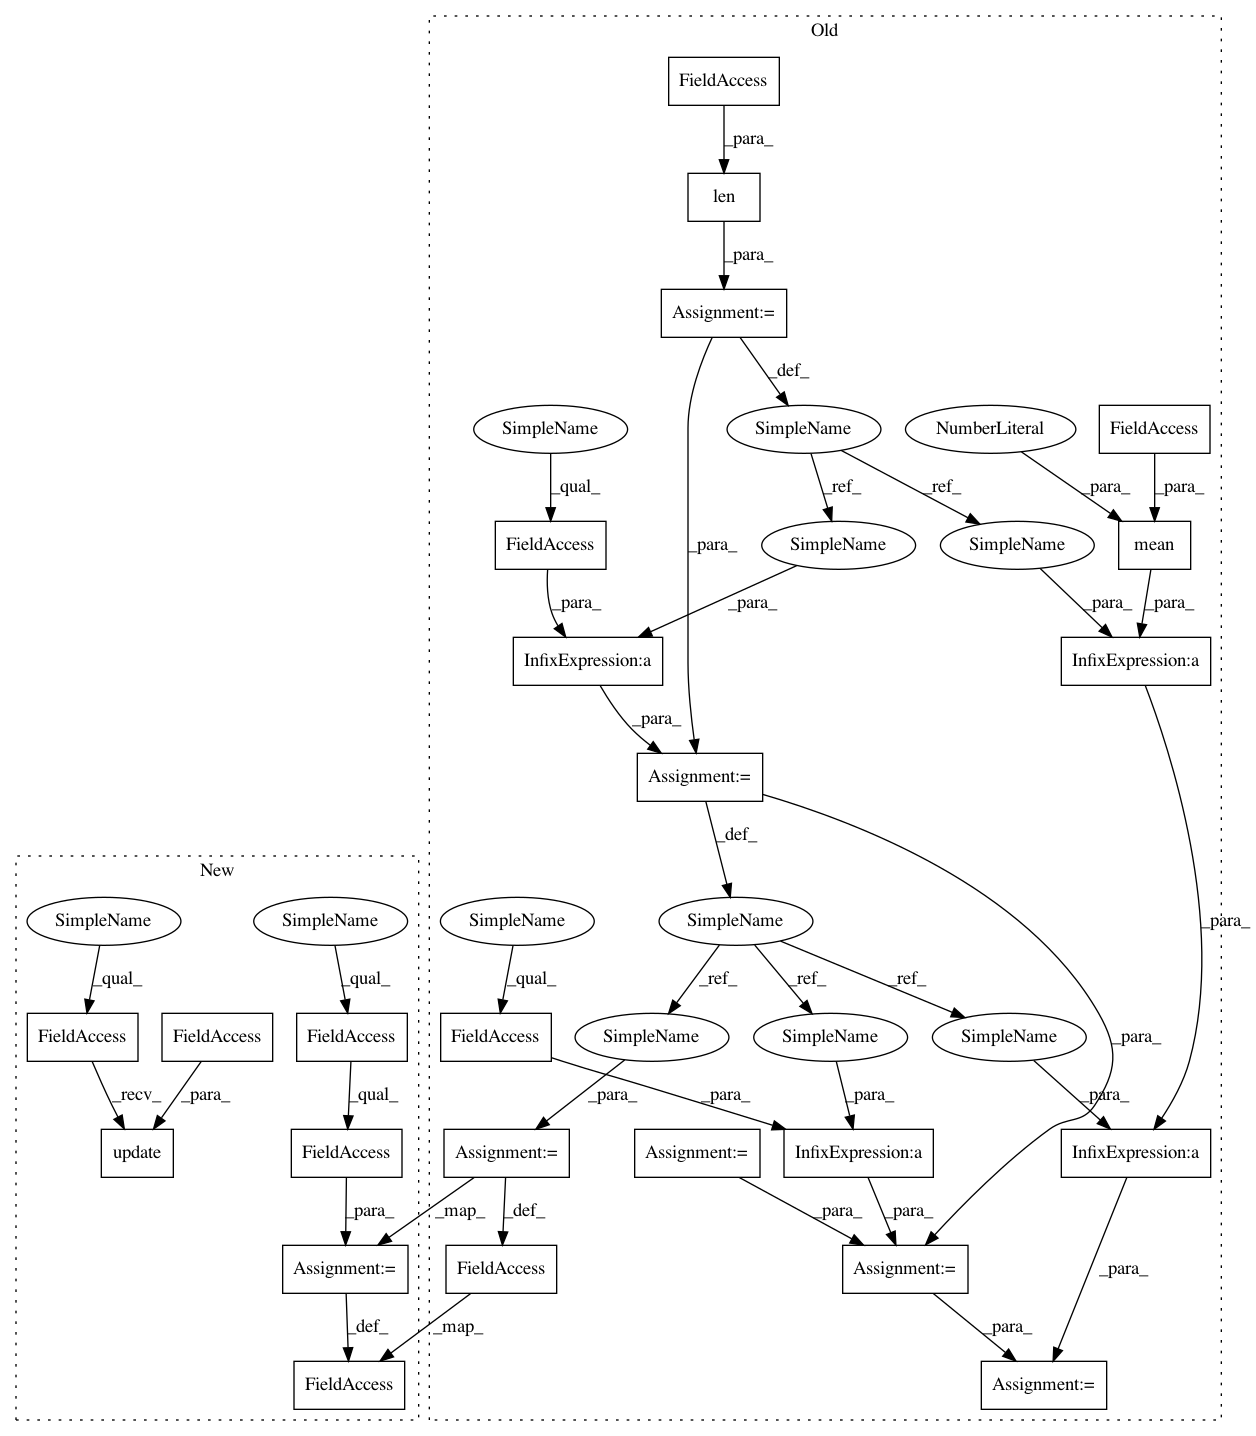 Old
FieldAccess
_para_
len
_para_
Assignment:=
_def_
SimpleName
SimpleName
NumberLiteral
FieldAccess
_qual_
_ref_
_ref_
_para_
_para_
FieldAccess
_para_
SimpleName
SimpleName
mean
_para_
_para_
_para_
_para_
InfixExpression:a
InfixExpression:a
_para_
Assignment:=
_def_
New
SimpleName
SimpleName
SimpleName
SimpleName
_para_
_qual_
_qual_
_qual_
_ref_
_ref_
_ref_
FieldAccess
FieldAccess
FieldAccess
FieldAccess
SimpleName
SimpleName
SimpleName
_para_
_recv_
_para_
_qual_
_para_
_para_
_para_
_para_
update
FieldAccess
Assignment:=
Assignment:=
InfixExpression:a
InfixExpression:a
_para_
_map_
_def_
_para_
_para_
Assignment:=
FieldAccess
Assignment:=
_para_
_def_
_map_
_para_
FieldAccess
Assignment:=